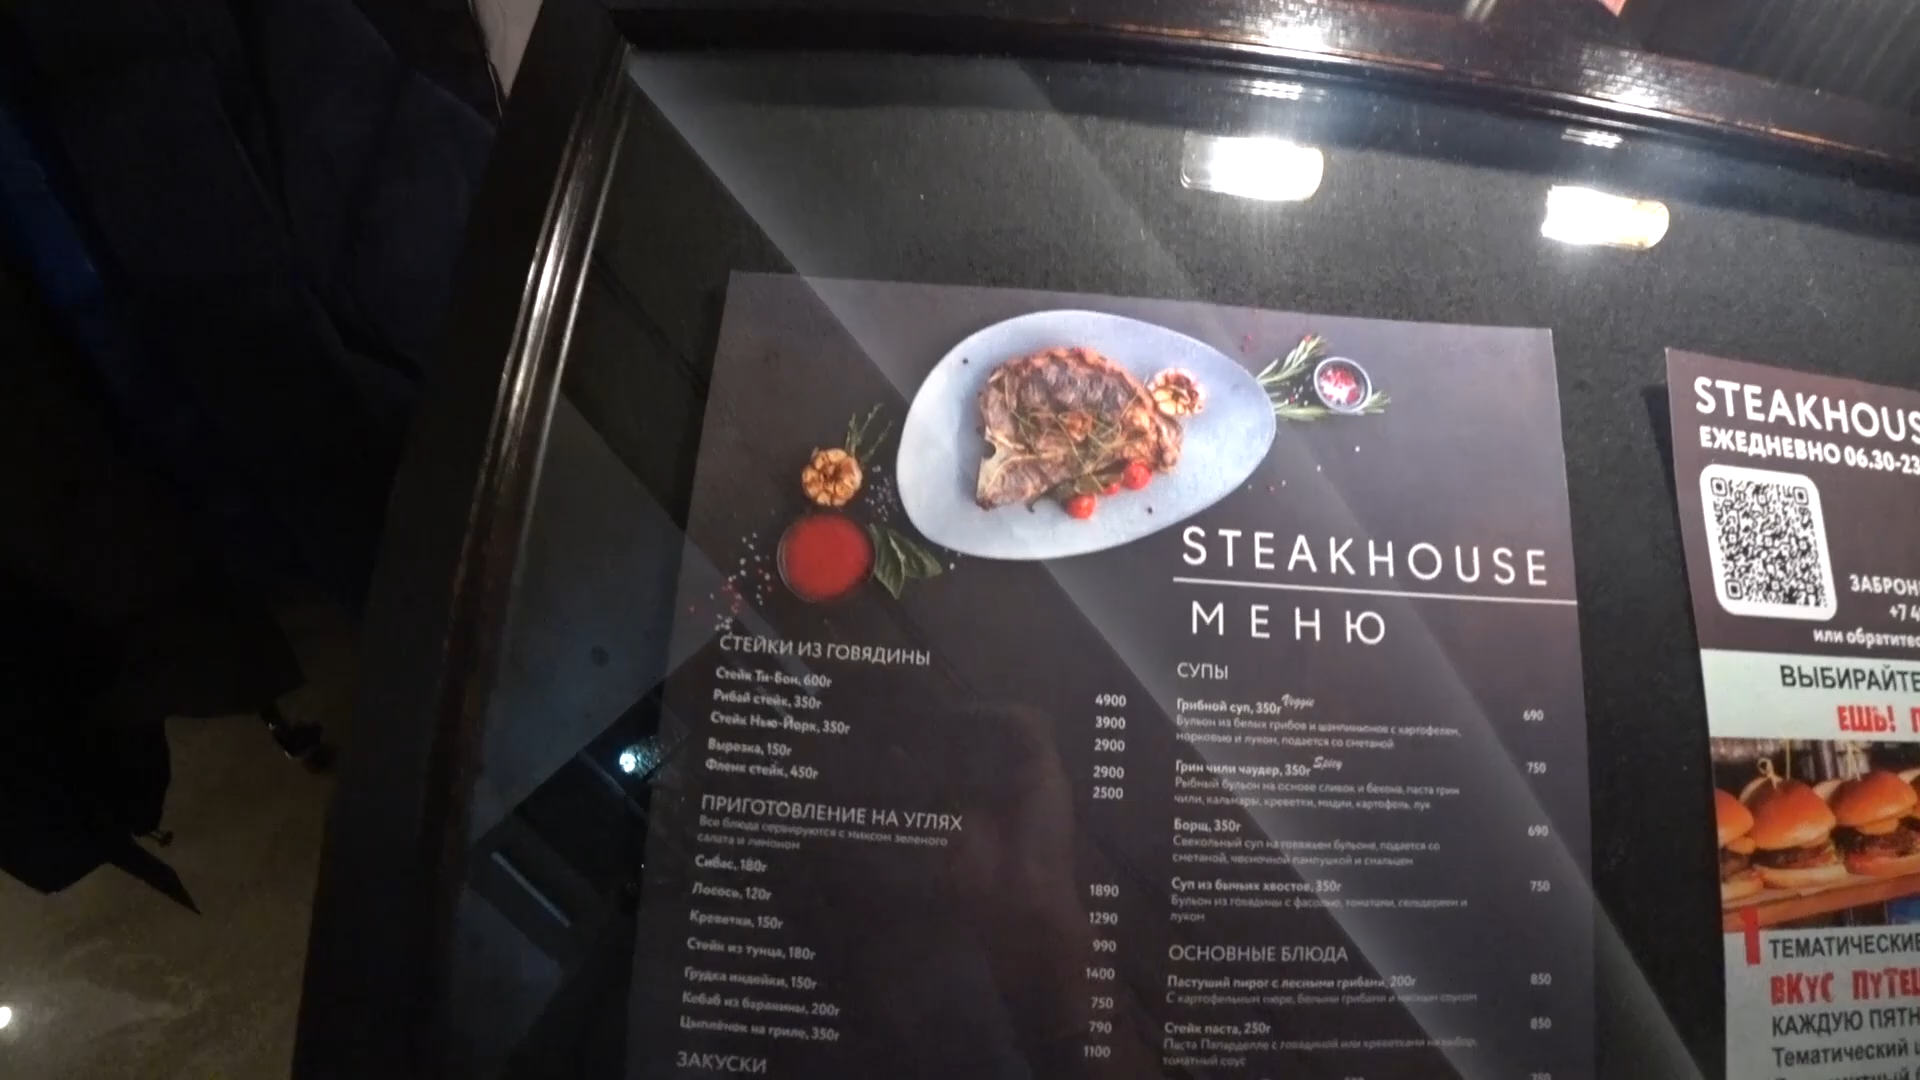 STEAKHOUSE
МЕНЮ
СТЕЙКИ ИЗ ГОВЯДИНЫ
Стейк Ти-Бон, 600г 4900
Рибай стейк, 350г 3900
Стейк Нью-Йорк, 350г 2900
Вырезка, 150г 2900
Фленк стейк, 450г 2500
ПРИГОТОВЛЕНИЕ НА УГЛЯХ
Все блюда сервируются с миксом зеленого
салата и лимоном
Сибас, 180г 1890
Лосось, 120г 1290
Креветки, 150г 990
Стейк из тунца, 180г 1400
Грудка индейки, 150г 750
Кебаб из баранины, 200г 790
Цыплёнок на гриле, 350г 1100
ЗАКУСКИ
СУПЫ
Грибной суп, 350г Veggie 690
Бульон из белых грибов и шампиньонов с картофелем,
морковью и луком, подается со сметаной
Грин чили чаудер, 350г Spicy 750
Рыбный бульон на основе сливок и бекона, паста грин
чили, кальмары, креветки, мидии, картофель, лук
Борщ, 350г 690
Свекольный суп на говяжьем бульоне, подается со
сметаной, чесночной пампушкой и смальцем
Суп из бычьих хвостов, 350г 750
Бульон из говядины с фасолью, томатами, сельдереем и
луком
ОСНОВНЫЕ БЛЮДА
Пастуший пирог с лесными грибами, 200г 850
С картофельным пюре, белыми грибами и мясным соусом
Стейк паста, 250г 850
Паста Папарделле с говядиной или креветками на выбор,
томатный соус
STEAKHOUS
ЕЖЕДНЕВНО 06.30-23
ЗАБРОН
+7 4
или обратитес
ВЫБИРАЙТЕ
ЕШЬ! П
ТЕМАТИЧЕСКИЕ
ВКУС ПУТЕШ
КАЖДУЮ ПЯТН
Тематический